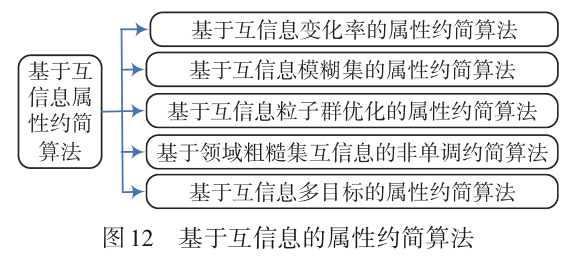 基于互信息变化率的属性约简算法
基于互
信息属
性约简
算法
基于互信息模糊集的属性约简算法
基于互信息粒子群优化的属性约简算法
基于领域粗糙集互信息的非单调约简算法
基于互信息多目标的属性约简算法
图12 基于互信息的属性约简算法